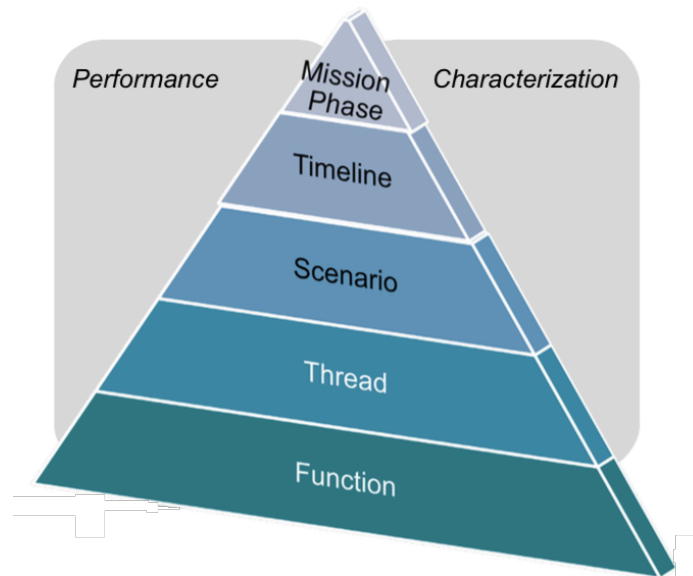 Performance
Characterization
Mission
Phase
Timeline
Scenario
Thread
Function